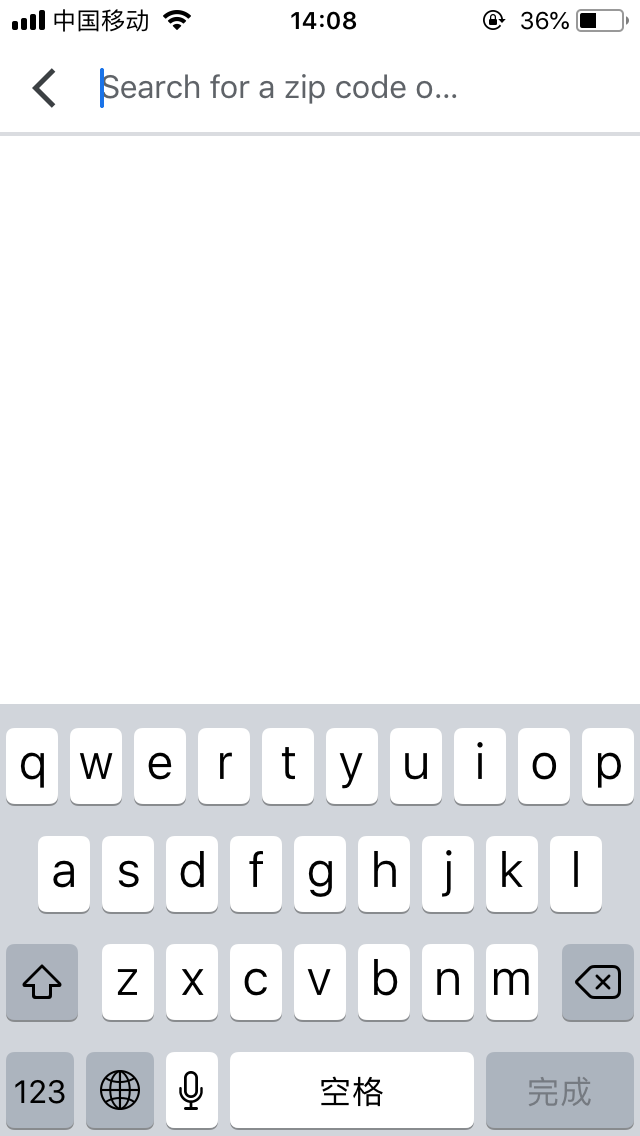 中国移动 14:08 36%
Search for a zip code o...
q w e r t y u i o p
a s d f g h j k l
z x c v b n m
123 空格 完成